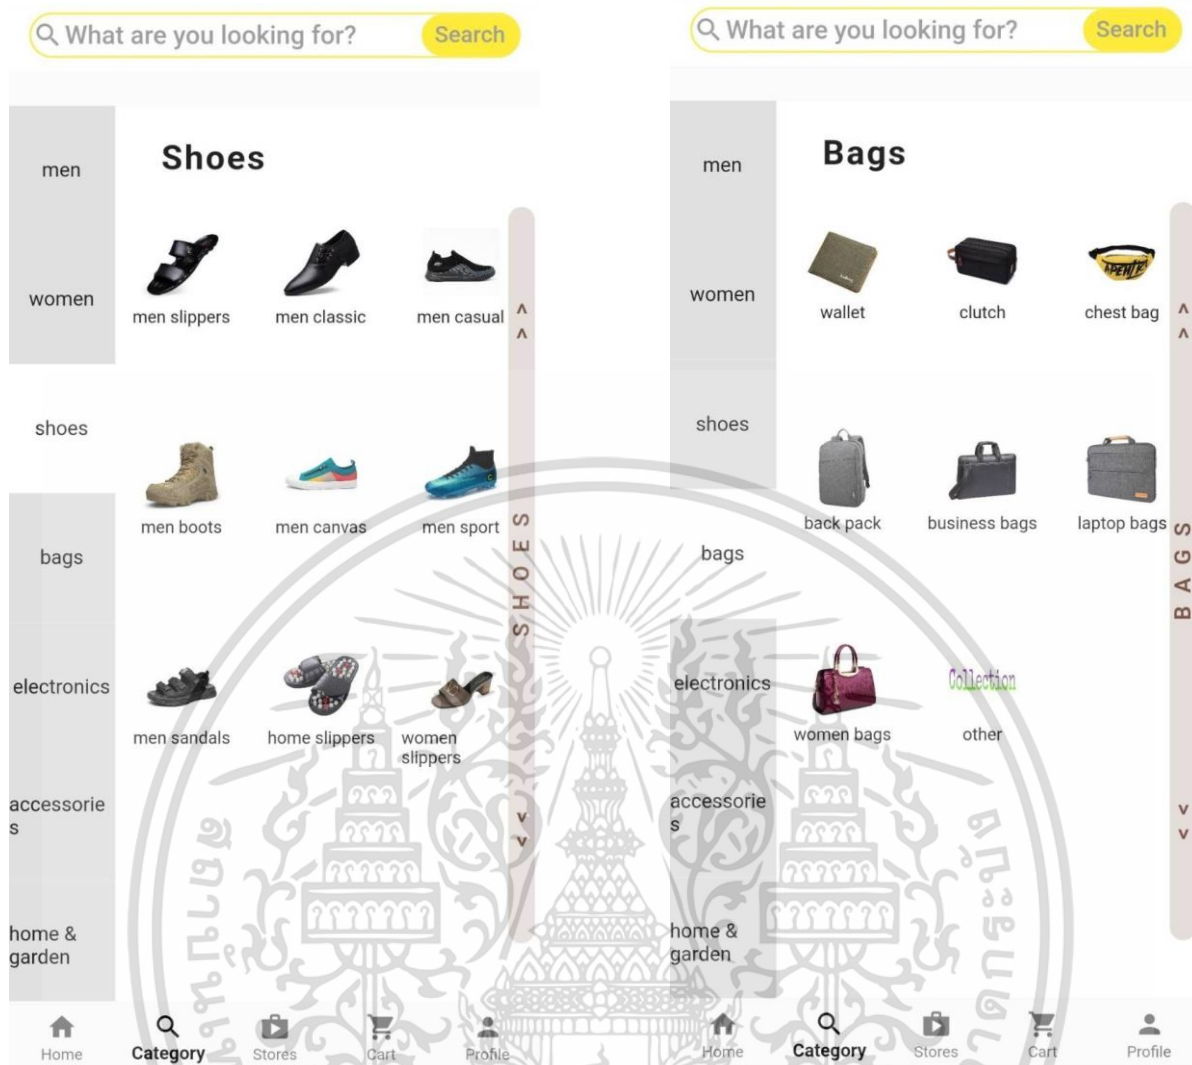 What are you looking for?
Search
men
women
shoes
bags
electronics
accessorie
s
home &
garden
Shoes
men slippers
men classic
men casual
men boots
men canvas
men sport
men sandals
home slippers
women
slippers
SHOES
Home
Category
Stores
Cart
Profile
What are you looking for?
Search
men
women
shoes
bags
electronics
accessorie
s
home &
garden
Bags
wallet
clutch
chest bag
back pack
business bags
laptop bags
women bags
Collection
other
BAGS
Home
Category
Stores
Cart
Profile